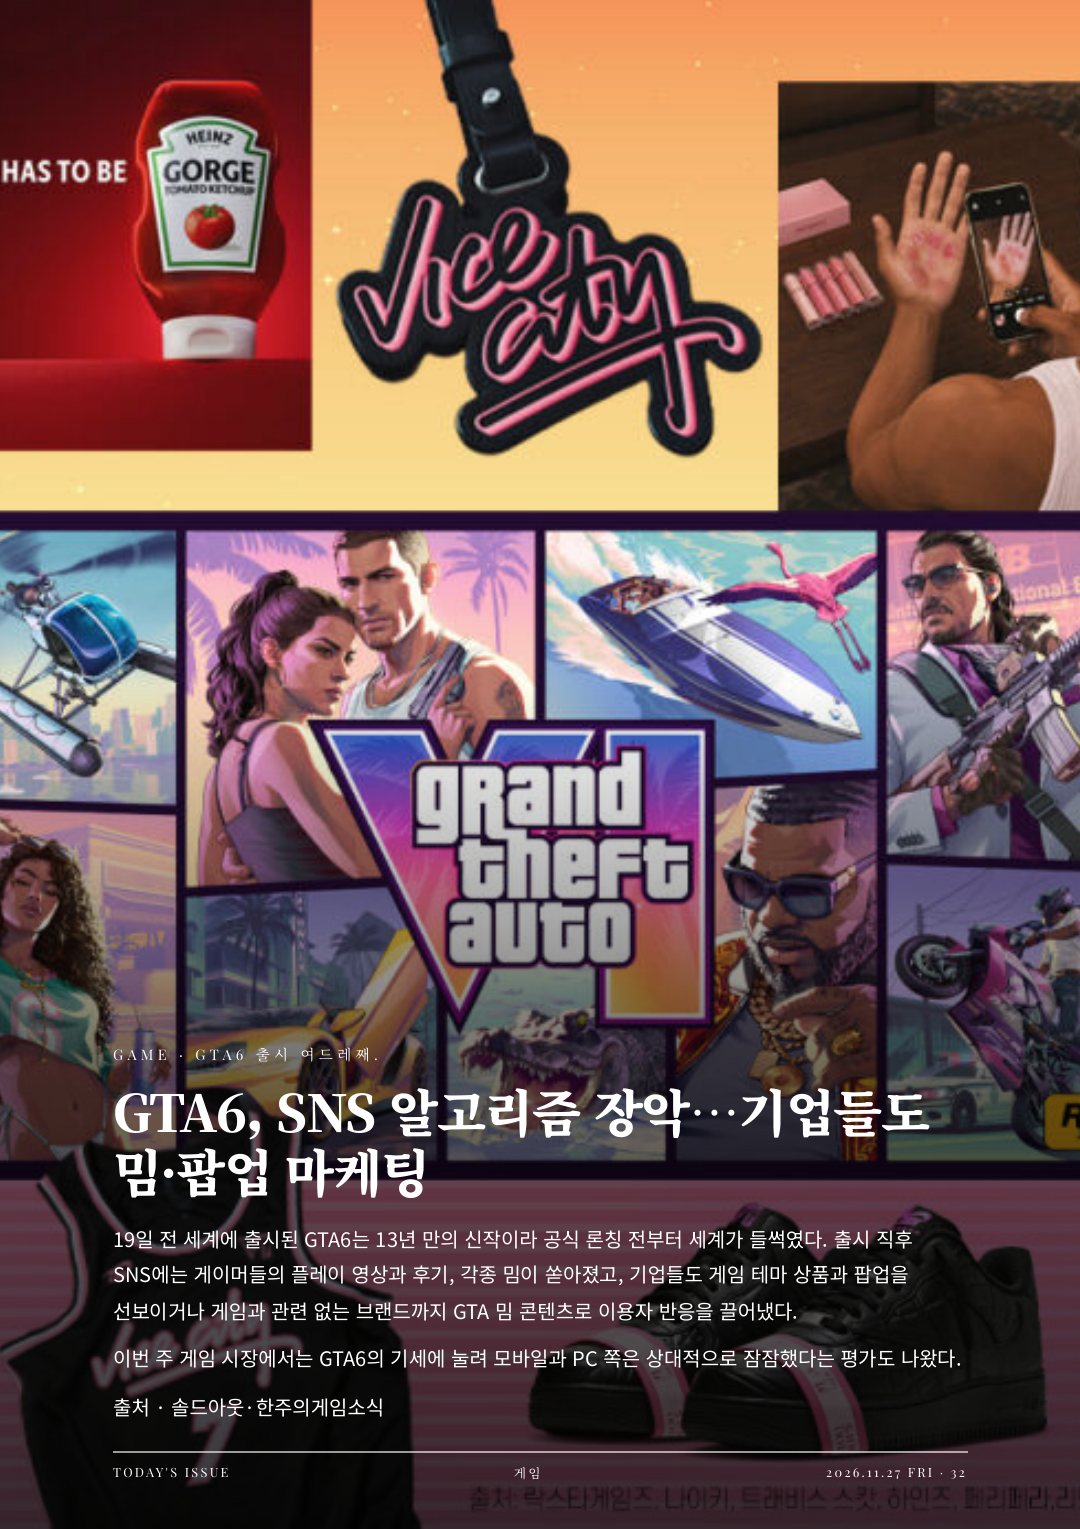 HAS TO BE
HEINZ
GORGE
TOMATO KETCHUP
Vice
City
grand
theft
auto
VI
GAME · GTA6 출시 여드레째.
GTA6, SNS 알고리즘 장악…기업들도
밈·팝업 마케팅
19일 전 세계에 출시된 GTA6는 13년 만의 신작이라 공식 론칭 전부터 세계가 들썩였다. 출시 직후
SNS에는 게이머들의 플레이 영상과 후기, 각종 밈이 쏟아졌고, 기업들도 게임 테마 상품과 팝업을
선보이거나 게임과 관련 없는 브랜드까지 GTA 밈 콘텐츠로 이용자 반응을 끌어냈다.
이번 주 게임 시장에서는 GTA6의 기세에 눌려 모바일과 PC 쪽은 상대적으로 잠잠했다는 평가도 나왔다.
출처 · 솔드아웃·한주의게임소식
Vice City
TODAY'S ISSUE
게임
2026.11.27 FRI · 32
출처: 락스타게임즈, 나이키, 트래비스 스캇, 하인즈, 페리페라,